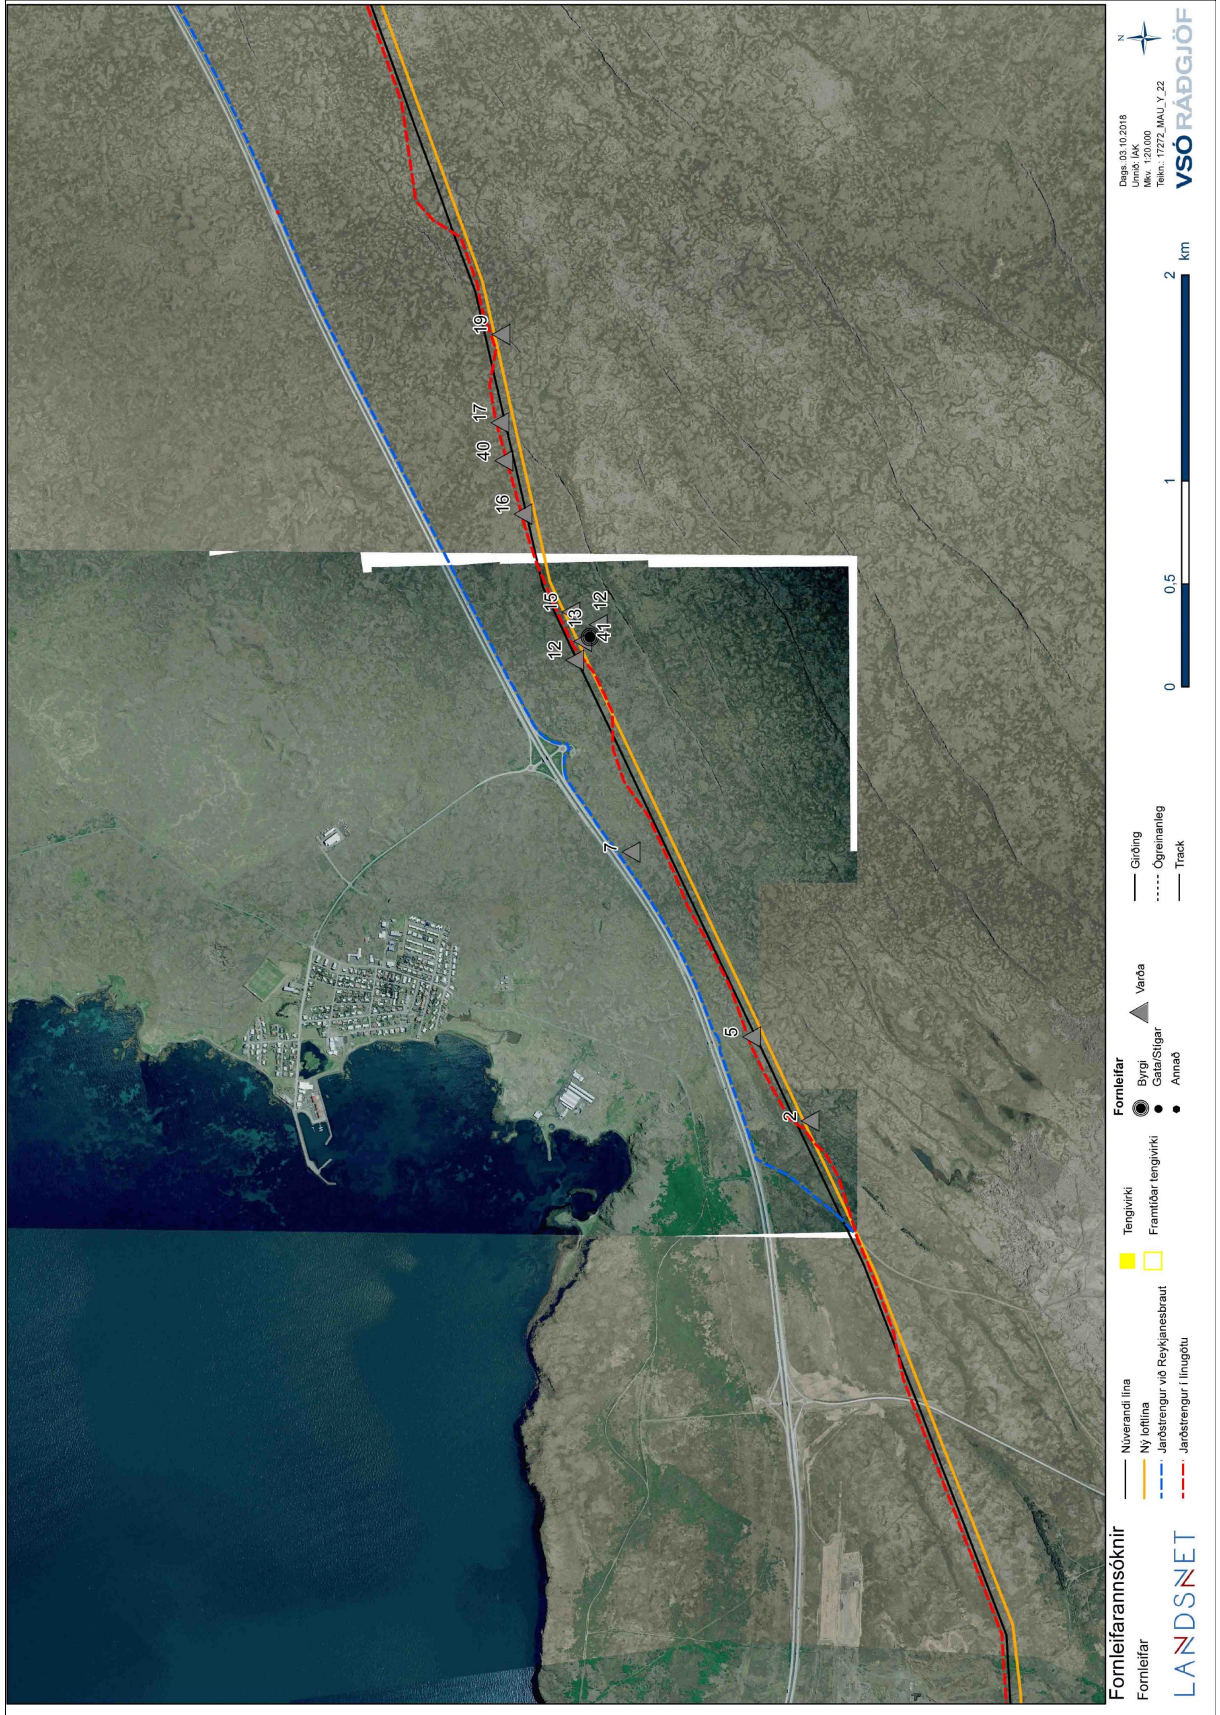 19
17
40
16
15
13
12
12
41
7
5
2
Fornleifarannsóknir
Fornleifar
LANDSNET
Núverandi lína
Ný loftlína
Jarðstrengur við Reykjanesbraut
Jarðstrengur í línugötu
Tengivirki
Framtíðar tengivirki
Fornleifar
Byrgi
Gata/Stígar
Annað
Varða
Girðing
Ógreinanleg
Track
0 0,5 1 2
km
N
Dags.:03.10.2018
Unnið: ÍAK
Mkv. 1:20.000
Teikn.: 17272_MAU_Y_22
VSÓ RÁÐGJÖF